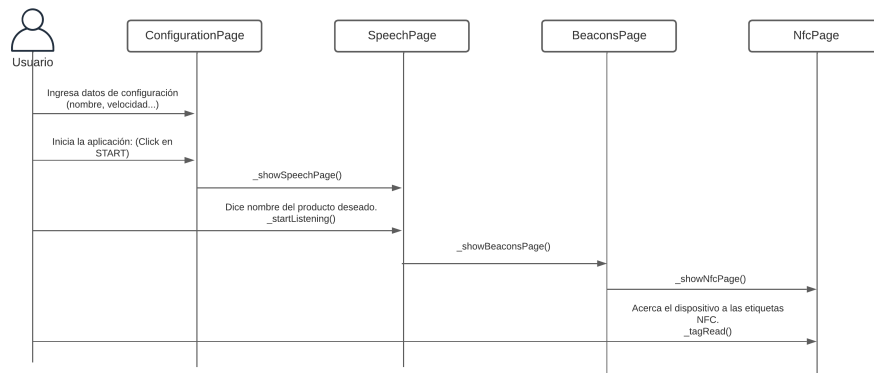 ConfigurationPage
SpeechPage
BeaconsPage
NfcPage
Usuario
Ingresa datos de configuración
(nombre, velocidad...)
Inicia la aplicación: (Click en
START)
_showSpeechPage()
Dice nombre del producto deseado.
_startListening()
_showBeaconsPage()
_showNfcPage()
Acerca el dispositivo a las etiquetas
NFC.
_tagRead()